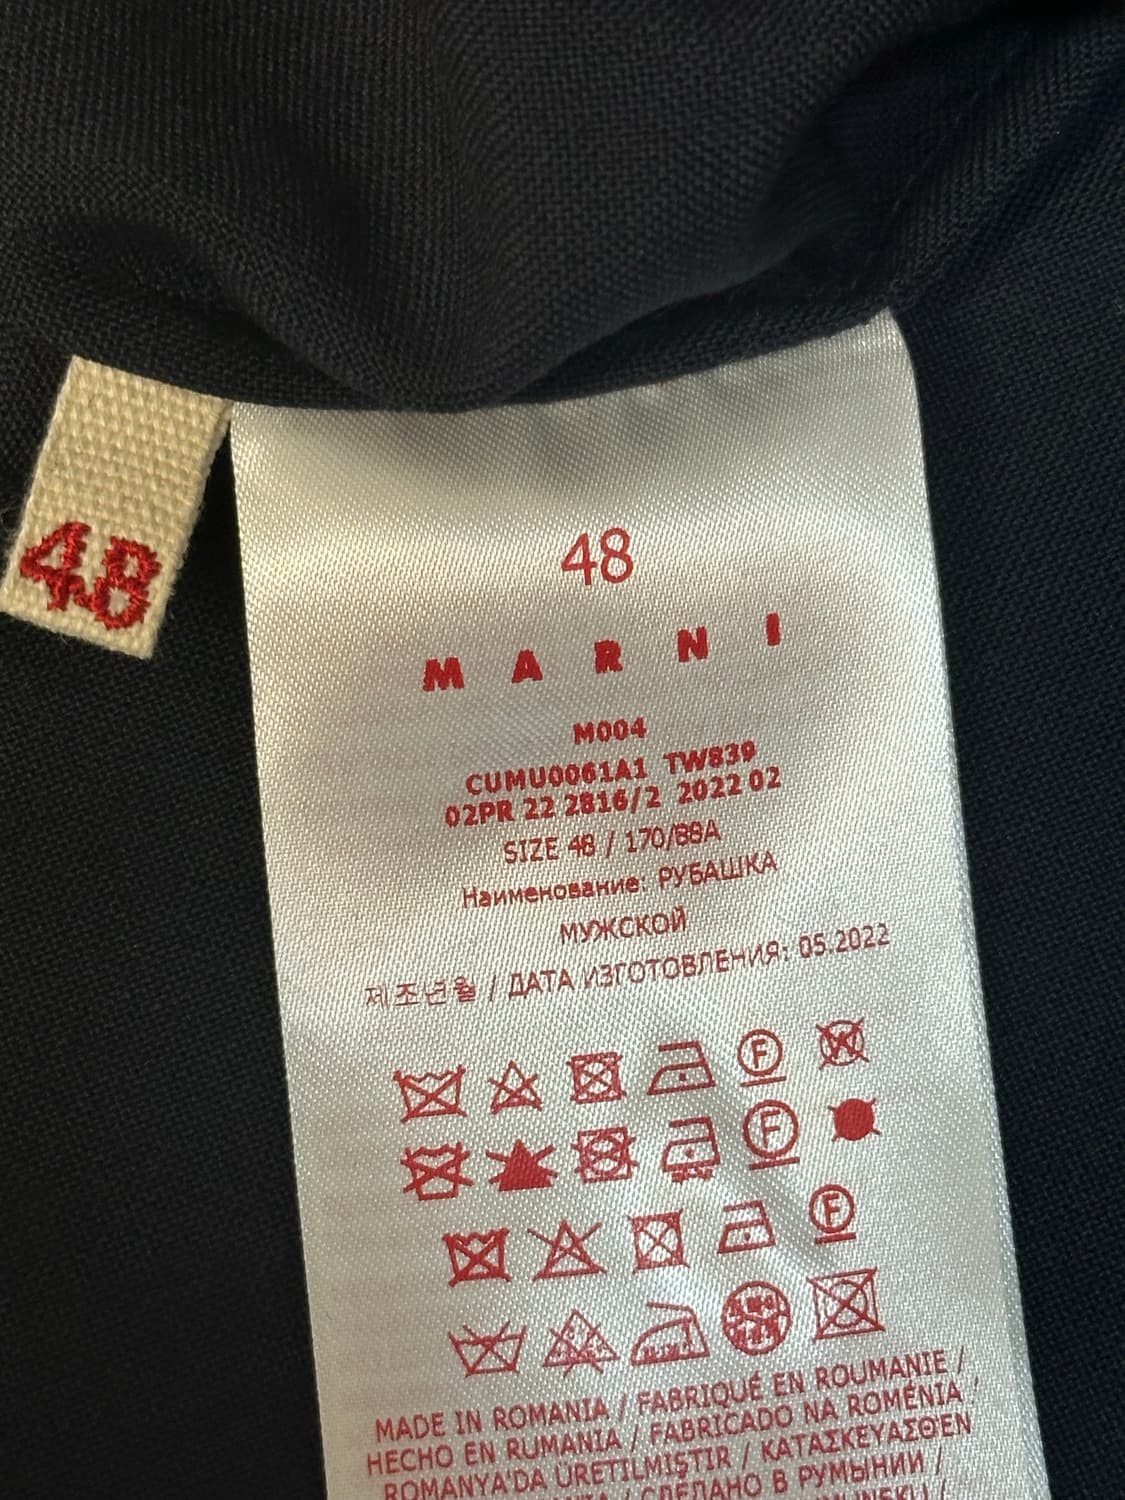 48
48
MARNI
M004
CUMU0061A1 TW839
02PR 22 2816/2 2022 02
SIZE 48 / 170/88A
Наименование: РУБАШКА
МУЖСКОЙ
제조년월 / ДАТА ИЗГОТОВЛЕНИЯ: 05.2022
F W
F
F
MADE IN ROMANIA / FABRIQUÉ EN ROUMANIE /
HECHO EN RUMANIA / FABRICADO NA ROMÉNIA /
ROMANYA'DA ÜRETILMIŞTIR / ΚΑΤΑΣΚΕΥΑΣΘΕΝ
СДЕЛАНО В РУМЫНИИ /